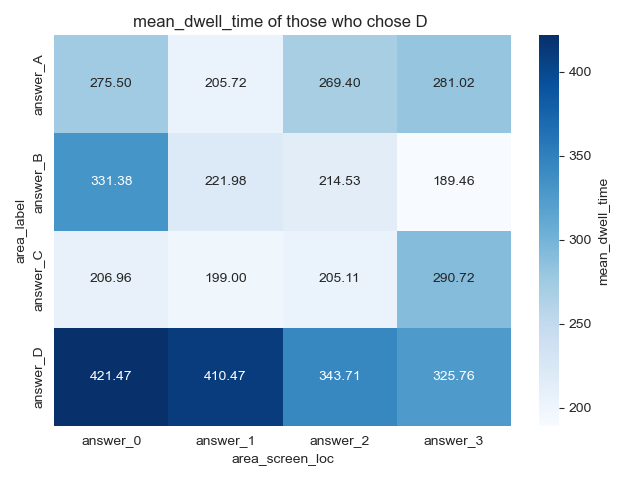 mean_dwell_time of those who chose D
answer_A
275.50 205.72 269.40 281.02
answer_B
331.38 221.98 214.53 189.46
answer_C
206.96 199.00 205.11 290.72
answer_D
421.47 410.47 343.71 325.76
area_label
answer_0 answer_1 answer_2 answer_3
area_screen_loc
400
350
300
250
200
mean_dwell_time